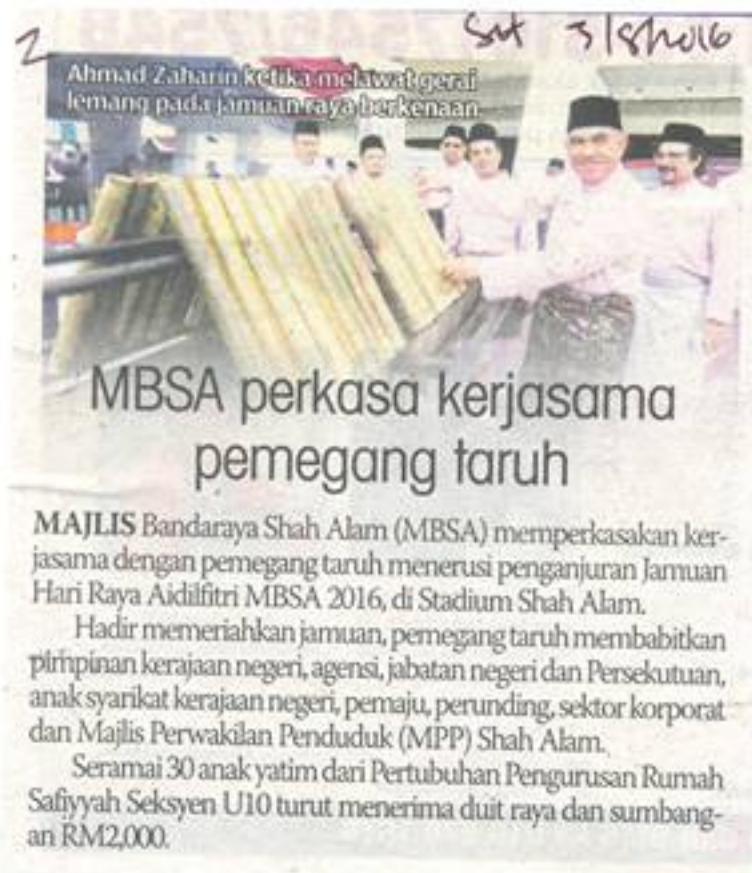 2
3/8/2016
Ahmad Zaharin ketika melawat gerai
lemang pada jamuan raya berkenaan.
MBSA perkasa kerjasama
pemegang taruh
MAJLIS Bandaraya Shah Alam (MBSA) memperkasakan ker-
jasama dengan pemegang taruh menerusi penganjuran Jamuan
Hari Raya Aidilfitri MBSA 2016, di Stadium Shah Alam.
Hadir memeriahkan jamuan, pemegang taruh membabitkan
pimpinan kerajaan negeri, agensi, jabatan negeri dan Persekutuan,
anak syarikat kerajaan negeri, pemaju, perunding, sektor korporat
dan Majlis Perwakilan Penduduk (MPP) Shah Alam.
Seramai 30 anak yatim dari Pertubuhan Pengurusan Rumah
Safiyyah Seksyen U10 turut menerima duit raya dan sumbang-
an RM2,000.